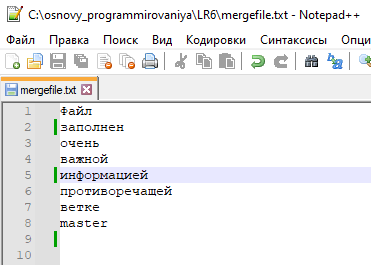 C:\osnovy_programmirovaniya\LR6\mergefile.txt - Notepad++
Файл Правка Поиск Вид Кодировки Синтаксисы
mergefile.txt
1 Файл
2 заполнен
3 очень
4 важной
5 информацией
6 противоречащей
7 ветке
8 master
9
10